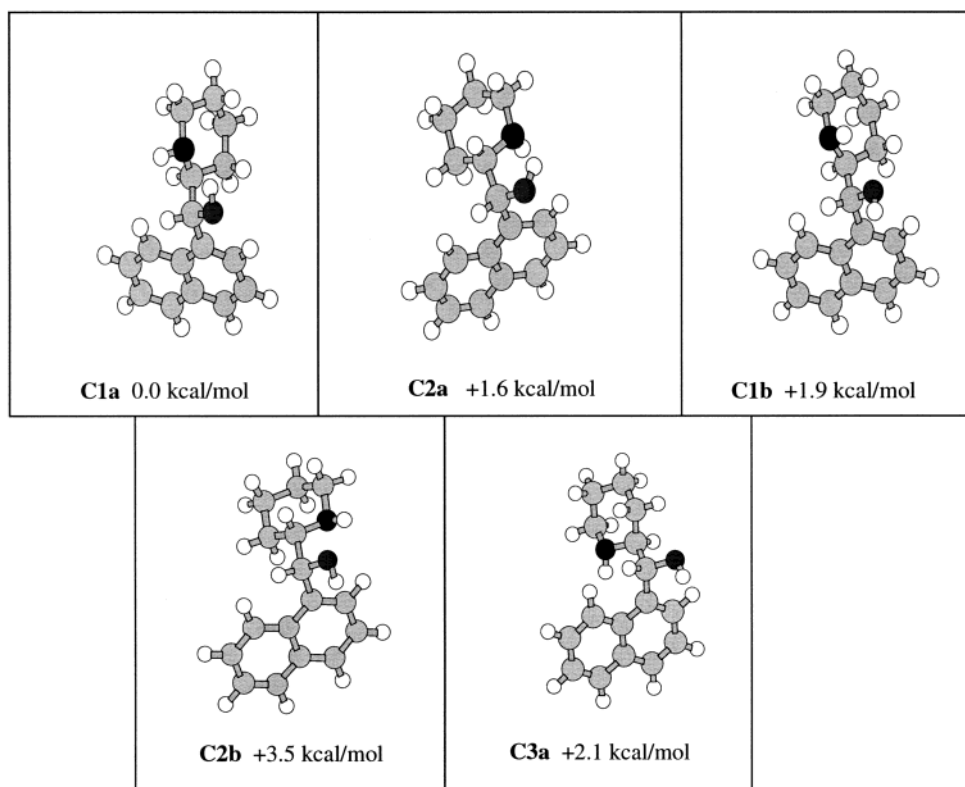 C1a 0.0 kcal/mol
C2a +1.6 kcal/mol
C1b +1.9 kcal/mol
C2b +3.5 kcal/mol
C3a +2.1 kcal/mol